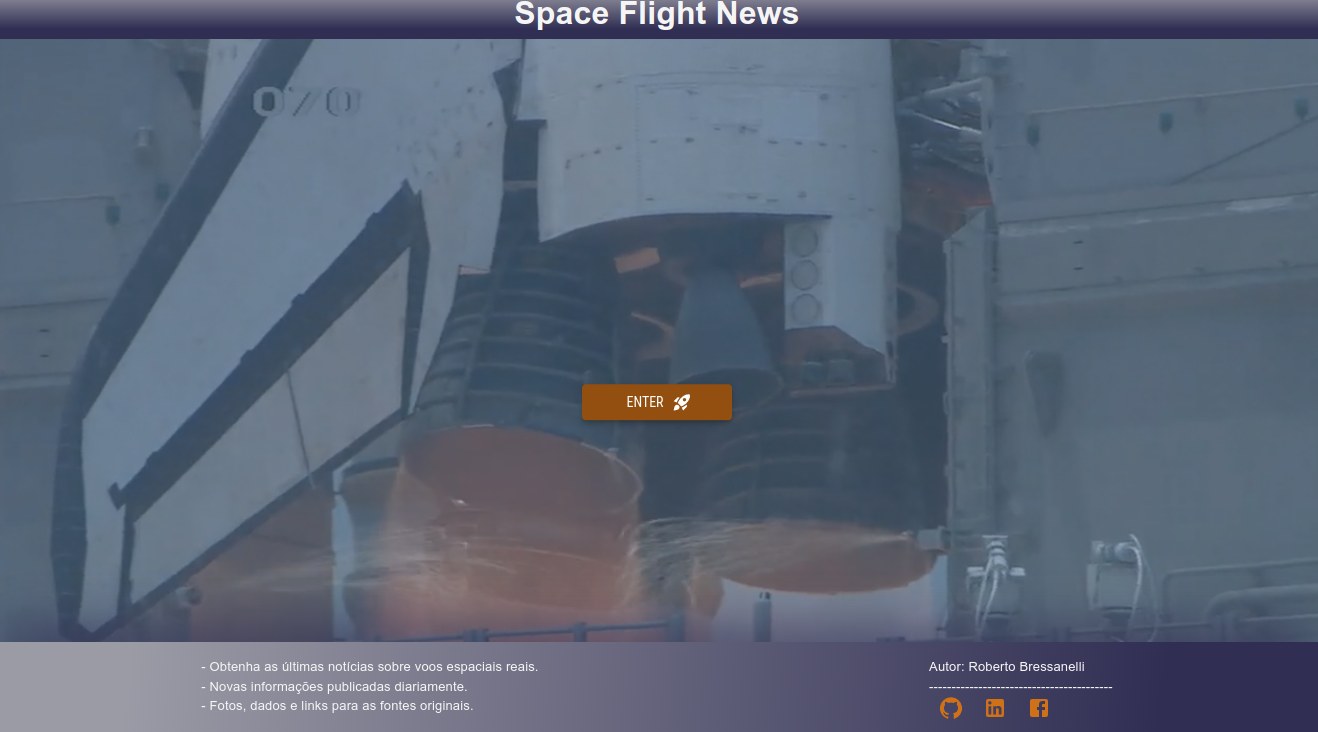 Space Flight News
070
ENTER
- Obtenha as últimas notícias sobre voos espaciais reais.
- Novas informações publicadas diariamente.
- Fotos, dados e links para as fontes originais.
Autor: Roberto Bressanelli
-----------------------------------------